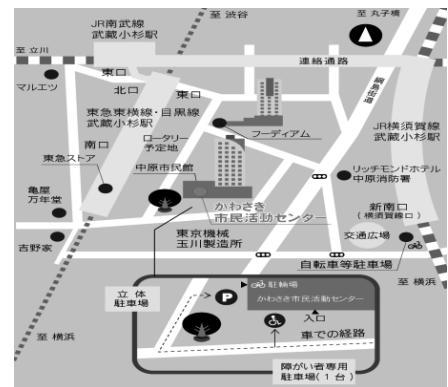 至 渋谷
至 丸子橋
JR南武線
武蔵小杉駅
至 立川
連絡通路
綱島街道
東口
マルエツ
北口
東口
東急東横線・目黒線
武蔵小杉駅
JR横須賀線
武蔵小杉駅
ロータリー
予定地
フーディアム
南口
中原市民館
東急ストア
リッチモンドホテル
中原消防署
亀屋
万年堂
かわさき
市民活動センター
新南口
(横須賀線口)
東京機械
玉川製造所
交通広場
吉野家
自転車等駐車場
至 横浜
駐輪場
立体
駐車場
P
かわさき市民活動センター
入口
至 横浜
車での経路
障がい者専用
駐車場(1台)